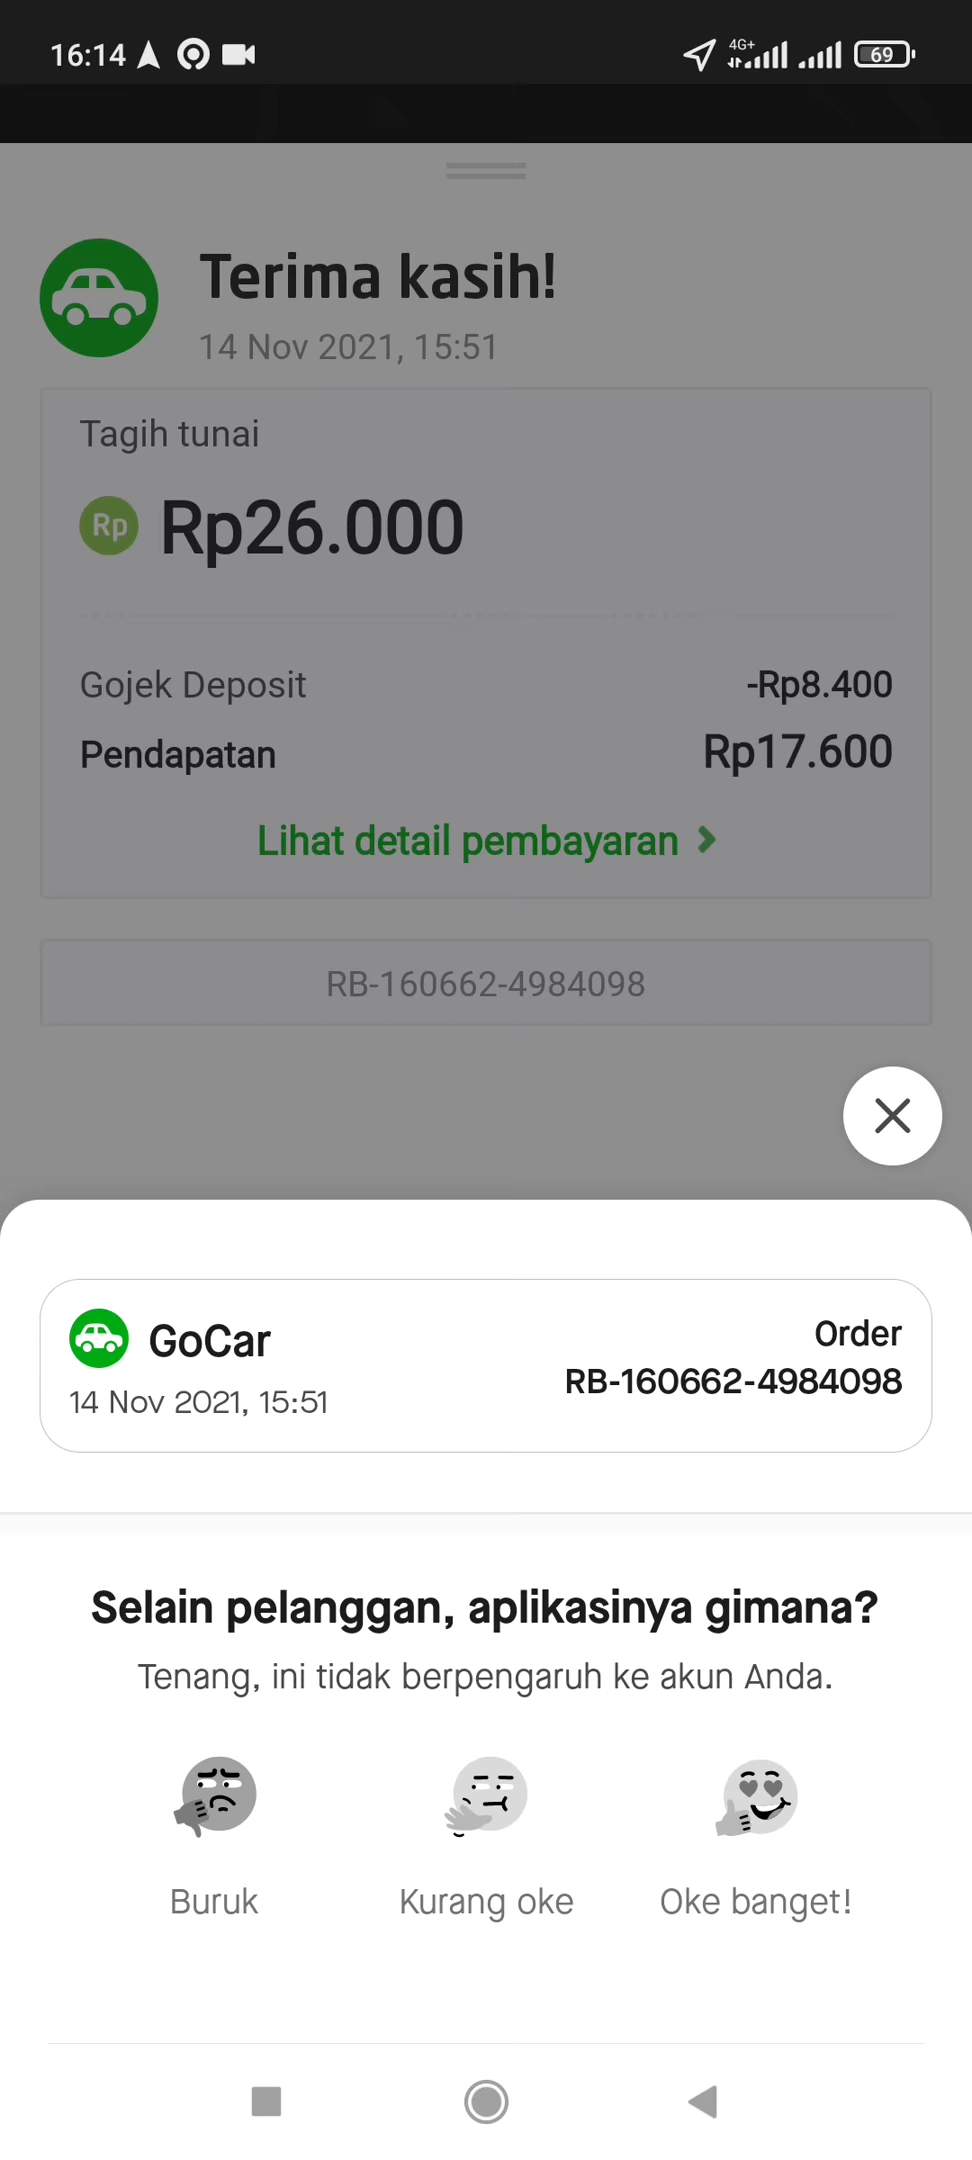 16:14
4G+
69
Terima kasih!
14 Nov 2021, 15:51
Tagih tunai
Rp Rp26.000
Gojek Deposit -Rp8.400
Pendapatan Rp17.600
Lihat detail pembayaran
RB-160662-4984098
GoCar
Order
14 Nov 2021, 15:51
RB-160662-4984098
Selain pelanggan, aplikasinya gimana?
Tenang, ini tidak berpengaruh ke akun Anda.
Buruk
Kurang oke
Oke banget!